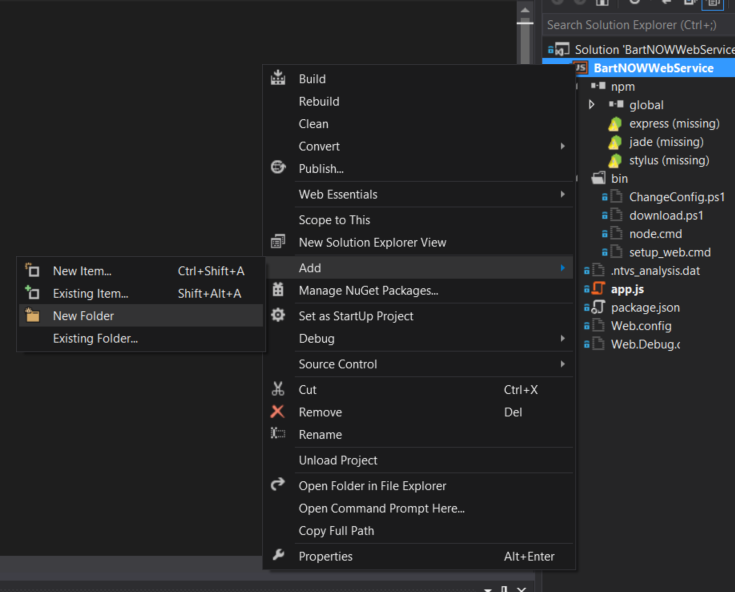 Search Solution Explorer (Ctrl+;)
Solution 'BartNOWWebService
JS BartNOWWebService
npm
global
express (missing)
jade (missing)
stylus (missing)
bin
ChangeConfig.ps1
download.ps1
node.cmd
setup_web.cmd
.ntvs_analysis.dat
app.js
package.json
Web.config
Web.Debug.c
Build
Rebuild
Clean
Convert
Publish...
Web Essentials
Scope to This
New Solution Explorer View
Add
Manage NuGet Packages...
Set as StartUp Project
Debug
Source Control
Cut Ctrl+X
Remove Del
Rename
Unload Project
Open Folder in File Explorer
Open Command Prompt Here...
Copy Full Path
Properties Alt+Enter
New Item... Ctrl+Shift+A
Existing Item... Shift+Alt+A
New Folder
Existing Folder...